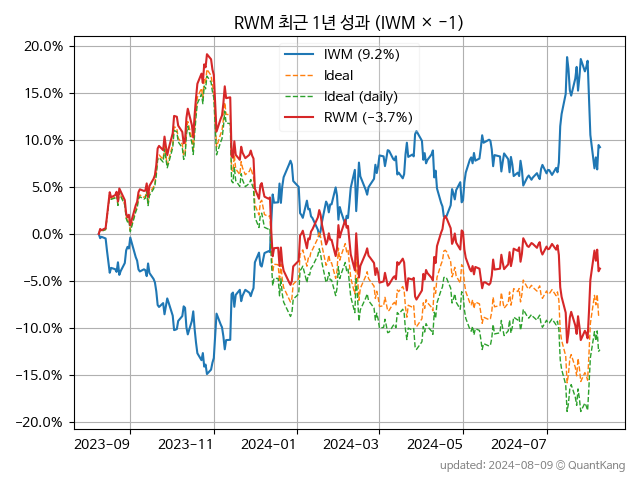 RWM 최근 1년 성과 (IWM × −1)
20.0%
15.0%
10.0%
5.0%
0.0%
−5.0%
−10.0%
−15.0%
−20.0%
IWM (9.2%)
Ideal
Ideal (daily)
RWM (−3.7%)
2023−09
2023−11
2024−01
2024−03
2024−05
2024−07
updated: 2024-08-09 © QuantKang